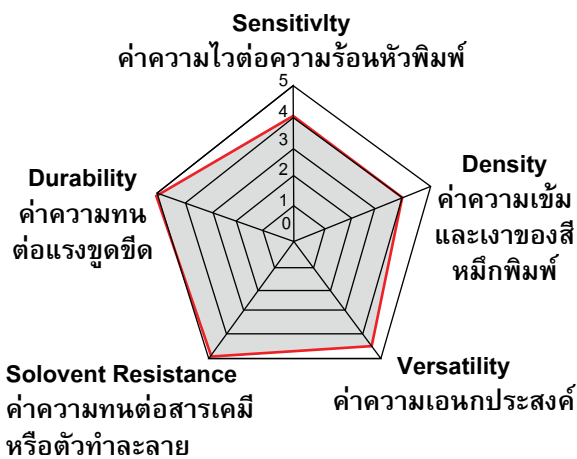 Sensitivlty
ค่าความไวต่อความร้อนหัวพิมพ์
5
4
3
2
1
0
Density
ค่าความเข้ม
และเงาของสี
หมึกพิมพ์
Durability
ค่าความทน
ต่อแรงขูดขีด
Versatility
ค่าความเอนกประสงค์
Solovent Resistance
ค่าความทนต่อสารเคมี
หรือตัวทำละลาย